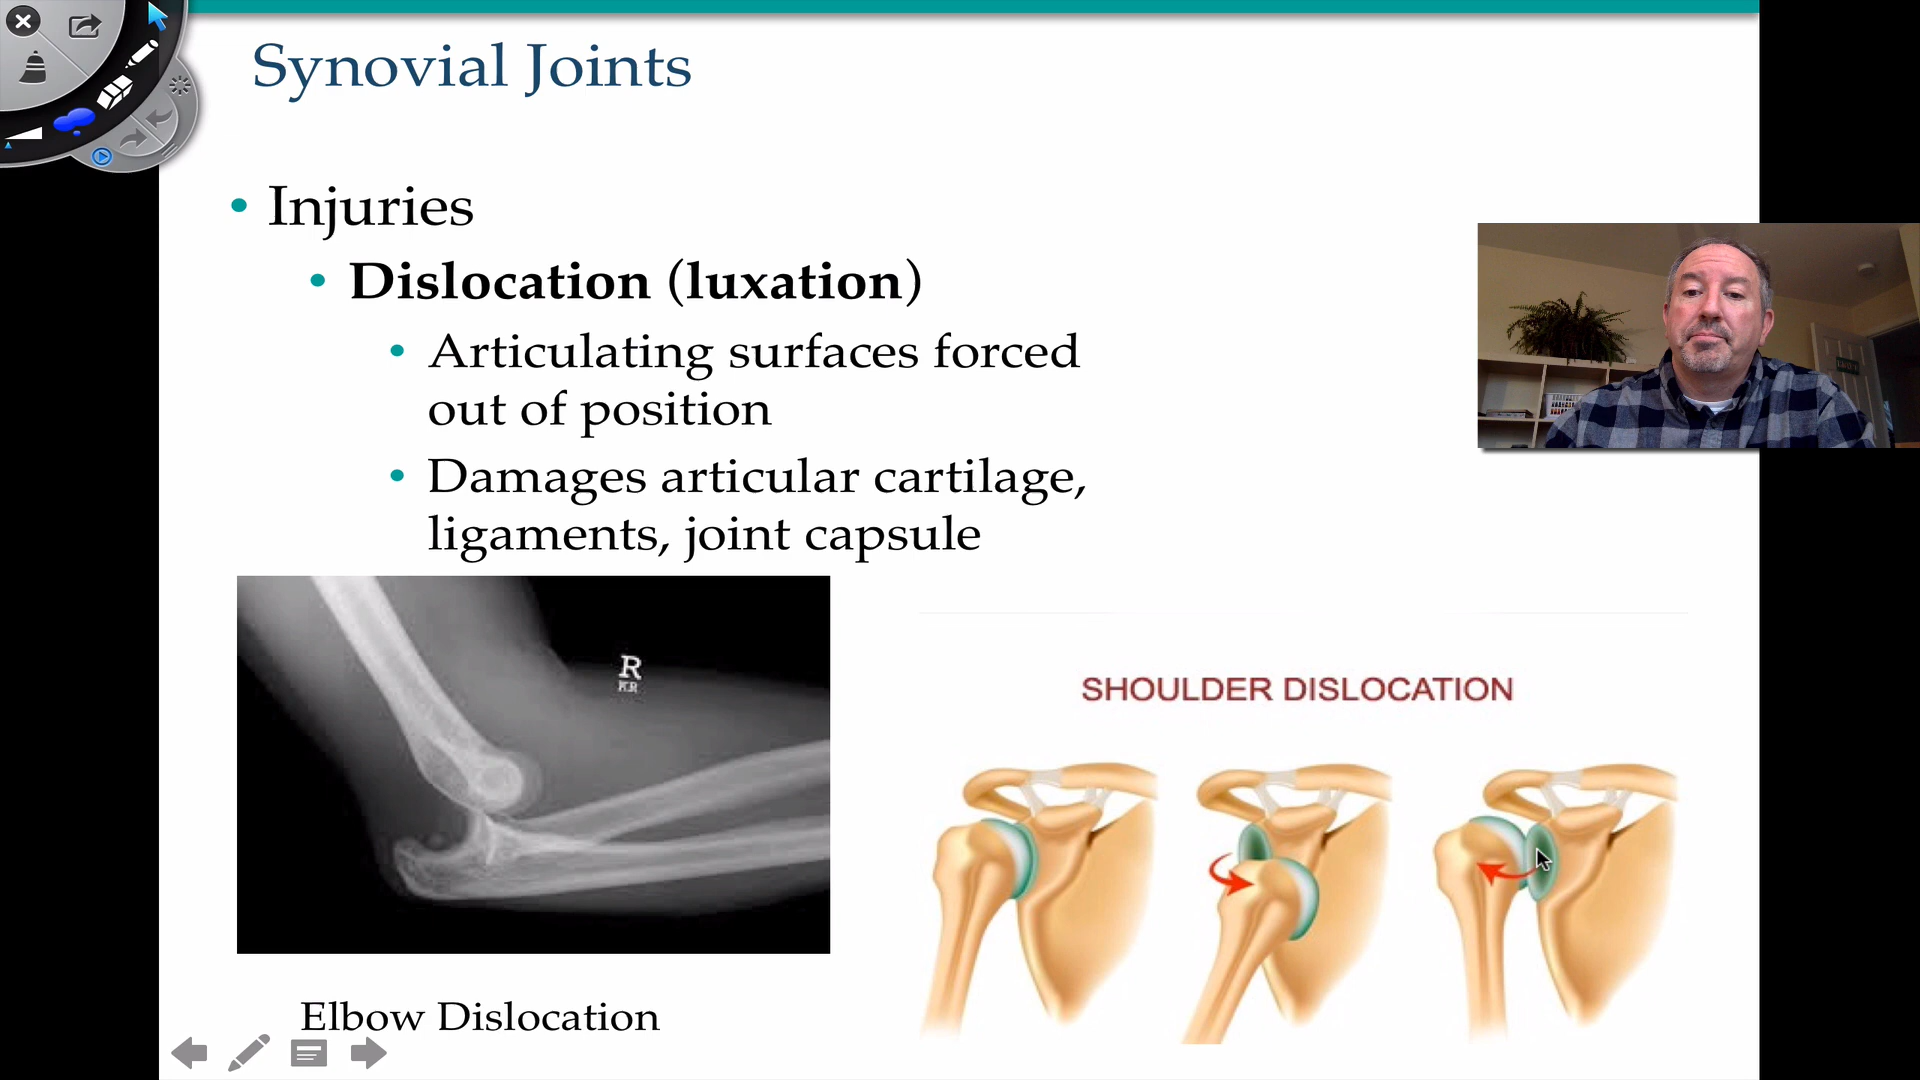 Synovial Joints
• Injuries
• Dislocation (luxation)
• Articulating surfaces forced
out of position
• Damages articular cartilage,
ligaments, joint capsule
R
SHOULDER DISLOCATION
Elbow Dislocation